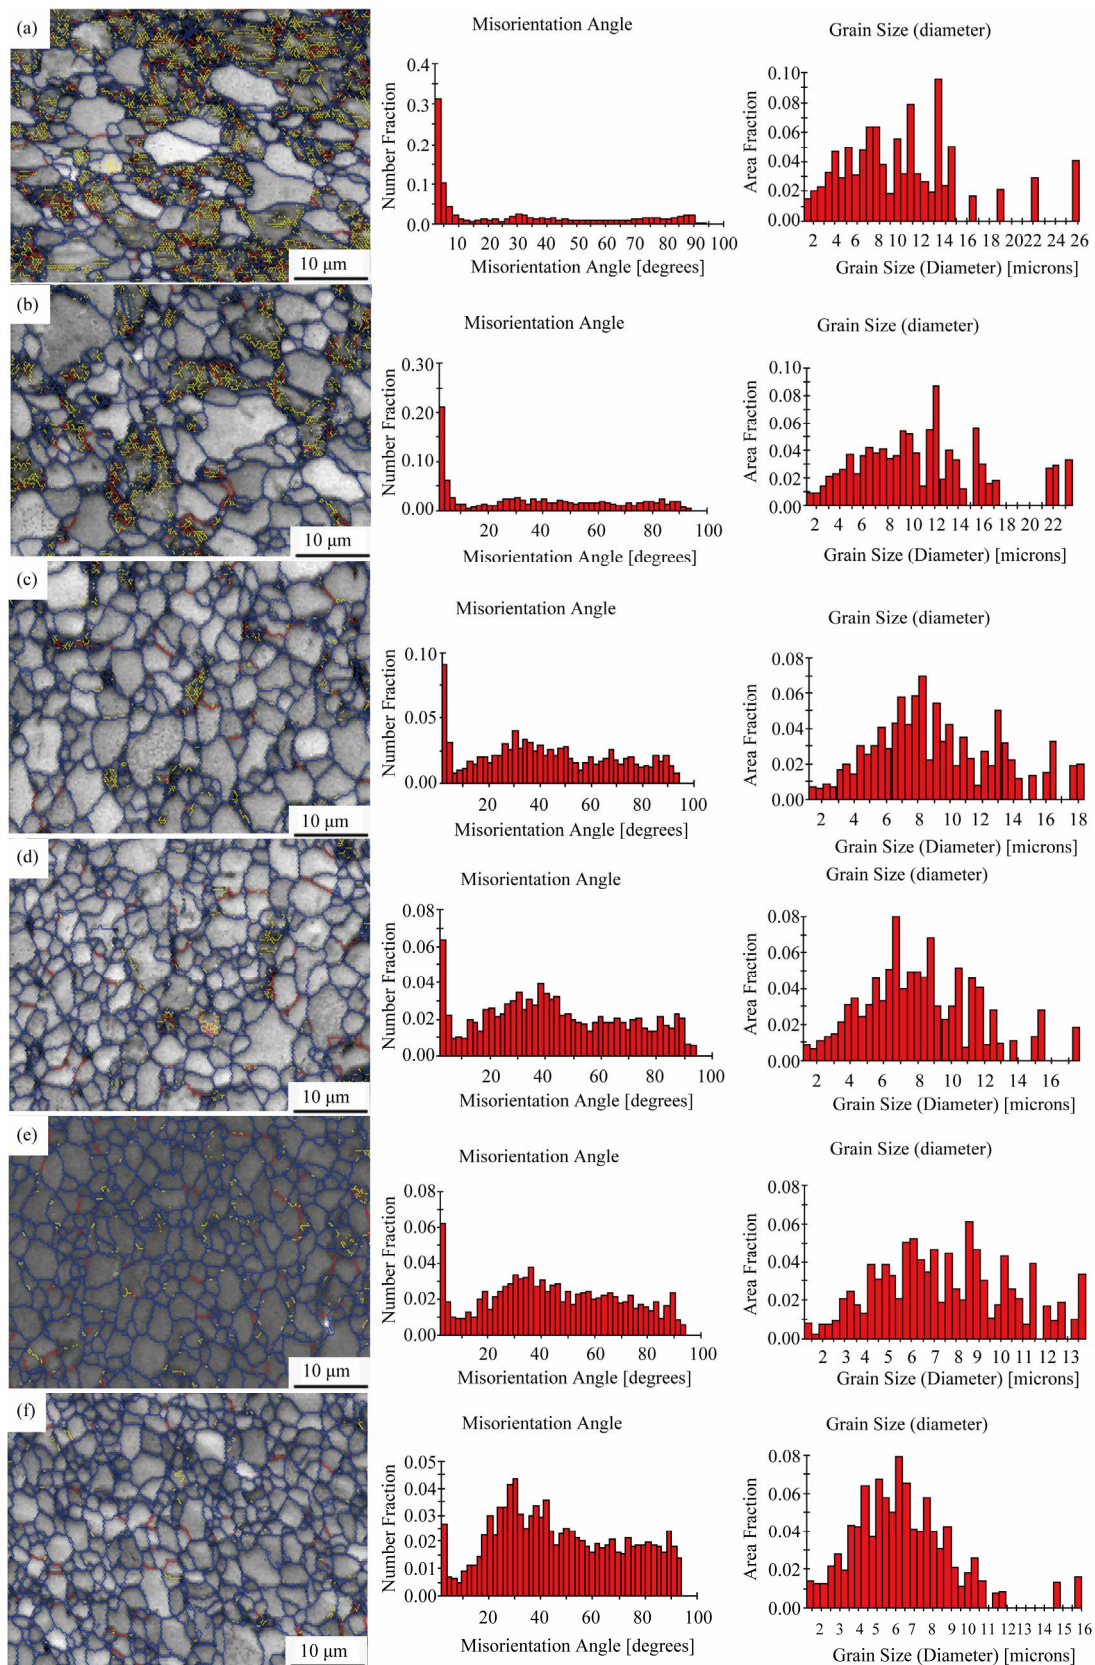 (a)
10 μm
Misorientation Angle
Number Fraction
0.4
0.3
0.2
0.1
0.0
10 20 30 40 50 60 70 80 90 100
Misorientation Angle [degrees]
Grain Size (diameter)
Area Fraction
0.10
0.08
0.06
0.04
0.02
0.00
2 4 6 8 10 12 14 16 18 2022 24 26
Grain Size (Diameter) [microns]
(b)
10 μm
Misorientation Angle
Number Fraction
0.30
0.20
0.10
0.00
20 40 60 80 100
Misorientation Angle [degrees]
Grain Size (diameter)
Area Fraction
0.10
0.08
0.06
0.04
0.02
0.00
2 4 6 8 10 12 14 16 18 20 22
Grain Size (Diameter) [microns]
(c)
10 μm
Misorientation Angle
Number Fraction
0.10
0.05
0.00
20 40 60 80 100
Misorientation Angle [degrees]
Grain Size (diameter)
Area Fraction
0.08
0.06
0.04
0.02
0.00
2 4 6 8 10 12 14 16 18
Grain Size (Diameter) [microns]
(d)
10 μm
Misorientation Angle
Number Fraction
0.08
0.06
0.04
0.02
0.00
20 40 60 80 100
Misorientation Angle [degrees]
Grain Size (diameter)
Area Fraction
0.08
0.06
0.04
0.02
0.00
2 4 6 8 10 12 14 16
Grain Size (Diameter) [microns]
(e)
10 μm
Misorientation Angle
Number Fraction
0.08
0.06
0.04
0.02
0.00
20 40 60 80 100
Misorientation Angle [degrees]
Grain Size (diameter)
Area Fraction
0.08
0.06
0.04
0.02
0.00
2 3 4 5 6 7 8 9 10 11 12 13
Grain Size (Diameter) [microns]
(f)
10 μm
Misorientation Angle
Number Fraction
0.05
0.04
0.03
0.02
0.01
0.00
20 40 60 80 100
Misorientation Angle [degrees]
Grain Size (diameter)
Area Fraction
0.08
0.06
0.04
0.02
0.00
2 3 4 5 6 7 8 9 10 11 1213 14 15 16
Grain Size (Diameter) [microns]